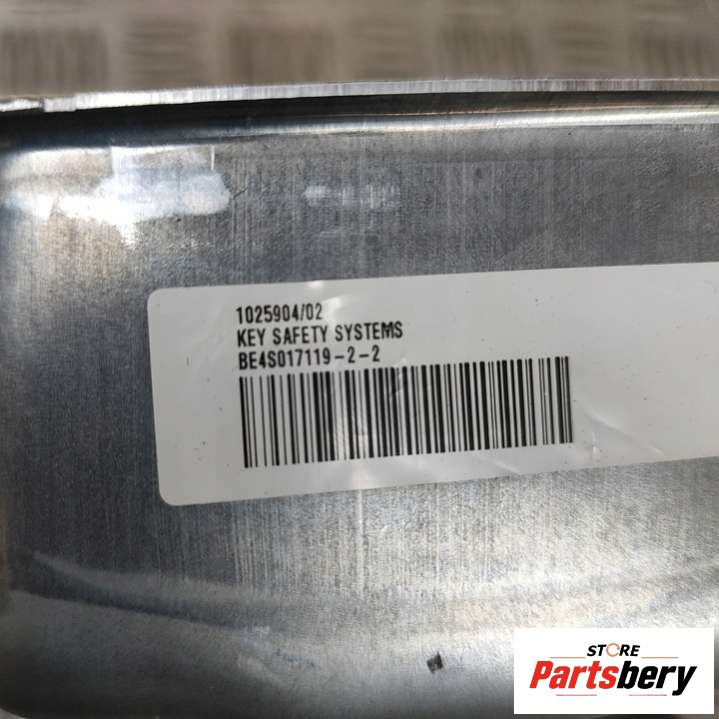 1025904/02
KEY SAFETY SYSTEMS
BE4S017119-2-2
STORE
Partsbery